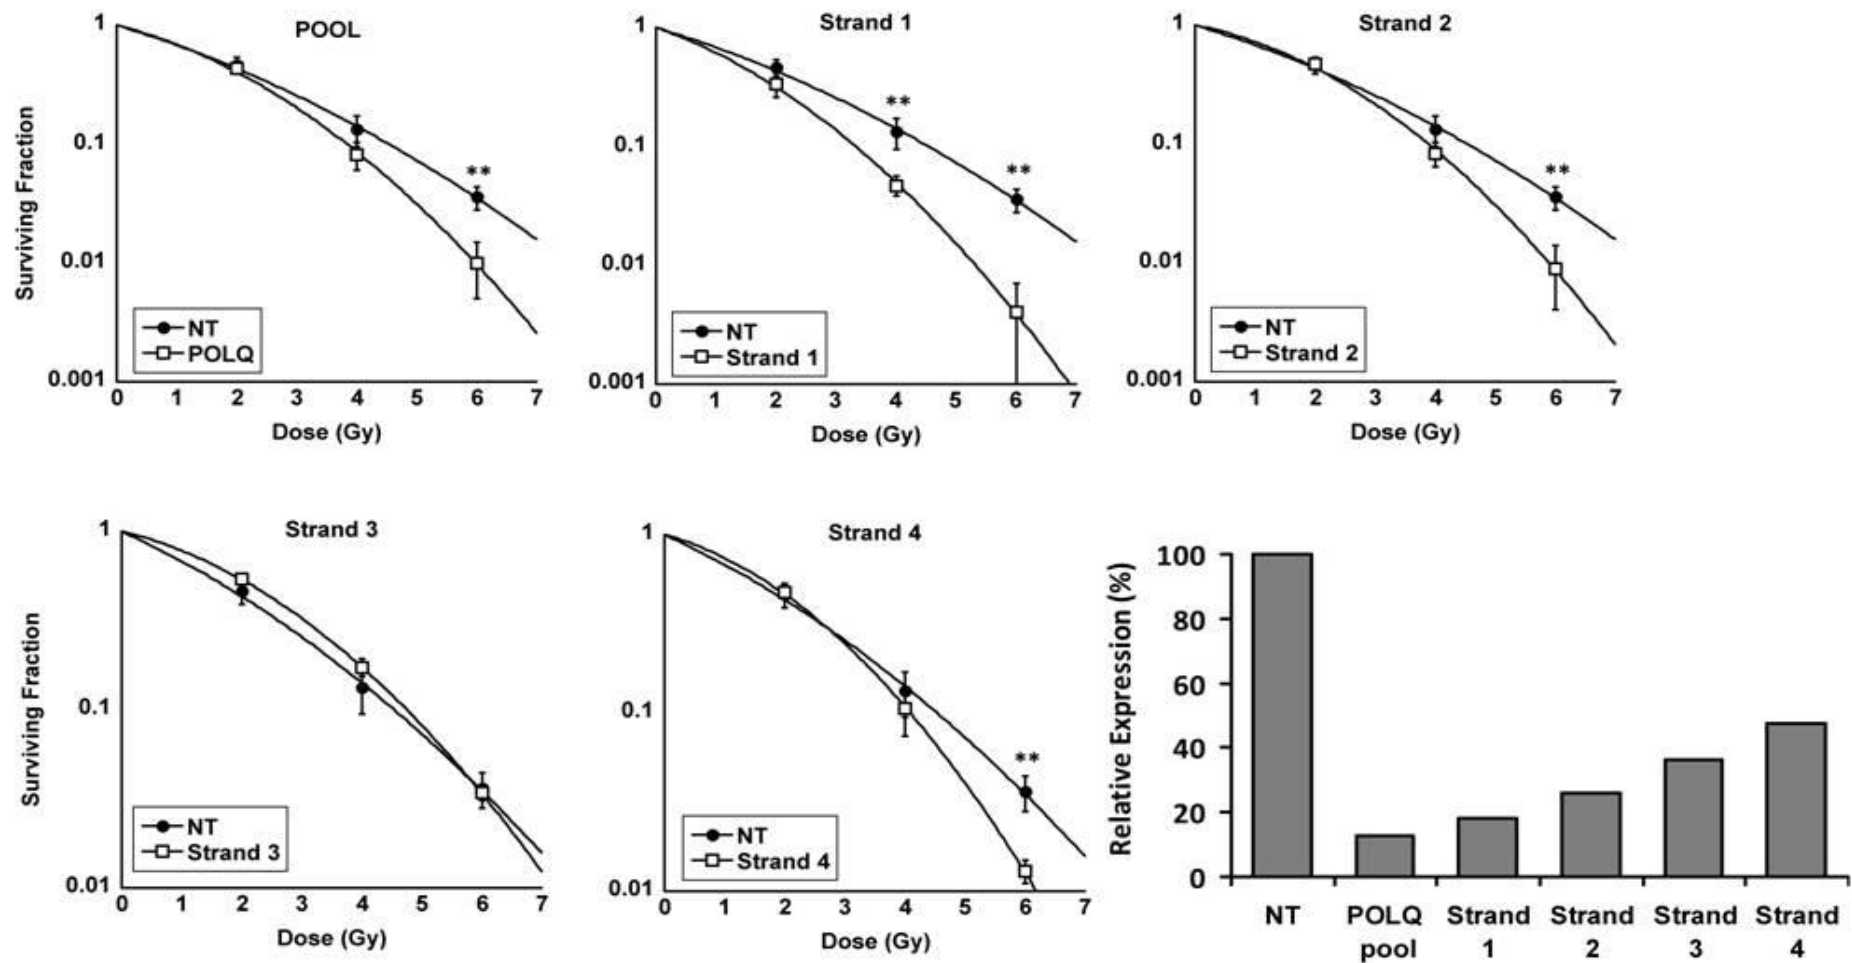 POOL
1
0.1
0.01
0.001
Surviving Fraction
**
NT
POLQ
0 1 2 3 4 5 6 7
Dose (Gy)
Strand 1
1
0.1
0.01
0.001
**
**
NT
Strand 1
0 1 2 3 4 5 6 7
Dose (Gy)
Strand 2
1
0.1
0.01
0.001
**
NT
Strand 2
0 1 2 3 4 5 6 7
Dose (Gy)
Strand 3
1
0.1
0.01
Surviving Fraction
NT
Strand 3
0 1 2 3 4 5 6 7
Dose (Gy)
Strand 4
1
0.1
0.01
**
NT
Strand 4
0 1 2 3 4 5 6 7
Dose (Gy)
Relative Expression (%)
100
80
60
40
20
0
NT
POLQ
pool
Strand
1
Strand
2
Strand
3
Strand
4